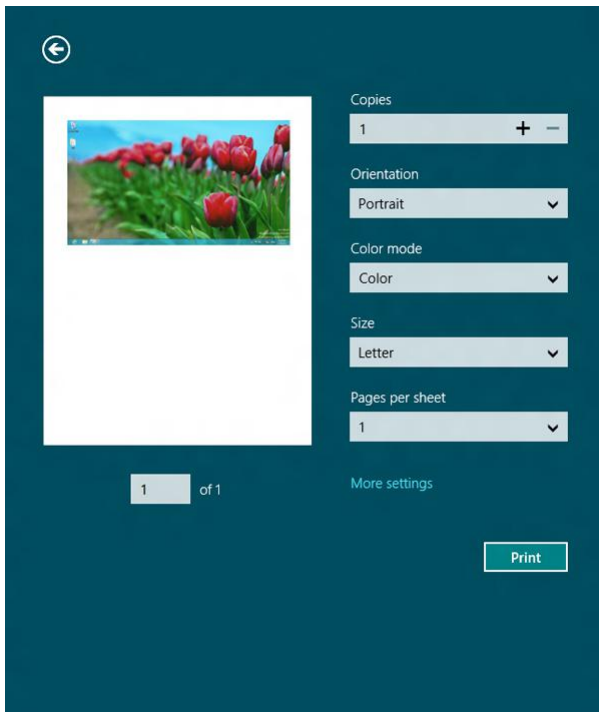 Copies
1
Orientation
Portrait
Color mode
Color
Size
Letter
Pages per sheet
1
1 of 1
More settings
Print